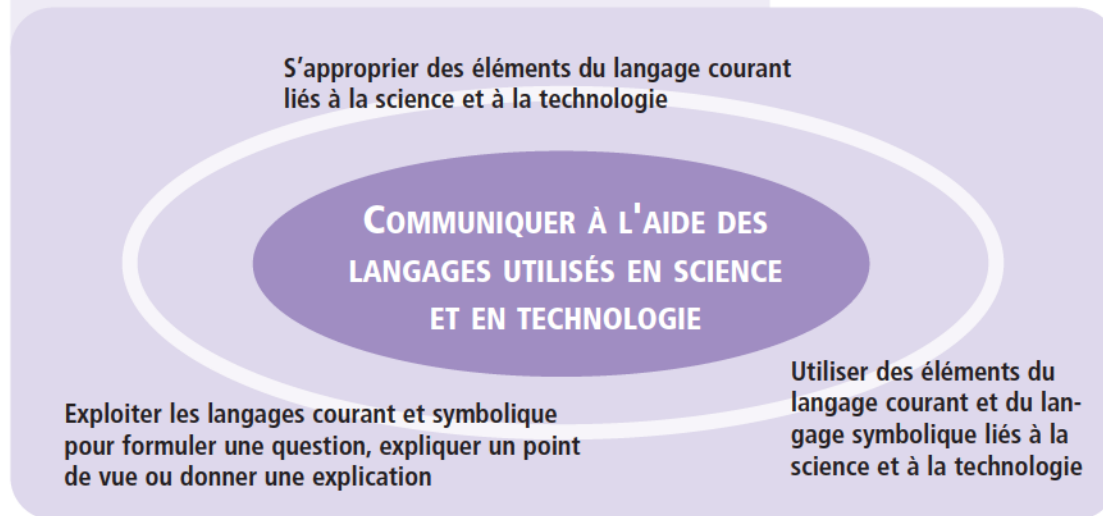 S’approprier des éléments du langage courant
liés à la science et à la technologie
COMMUNIQUER À L'AIDE DES
LANGAGES UTILISÉS EN SCIENCE
ET EN TECHNOLOGIE
Exploiter les langages courant et symbolique
pour formuler une question, expliquer un point
de vue ou donner une explication
Utiliser des éléments du
langage courant et du lan-
gage symbolique liés à la
science et à la technologie